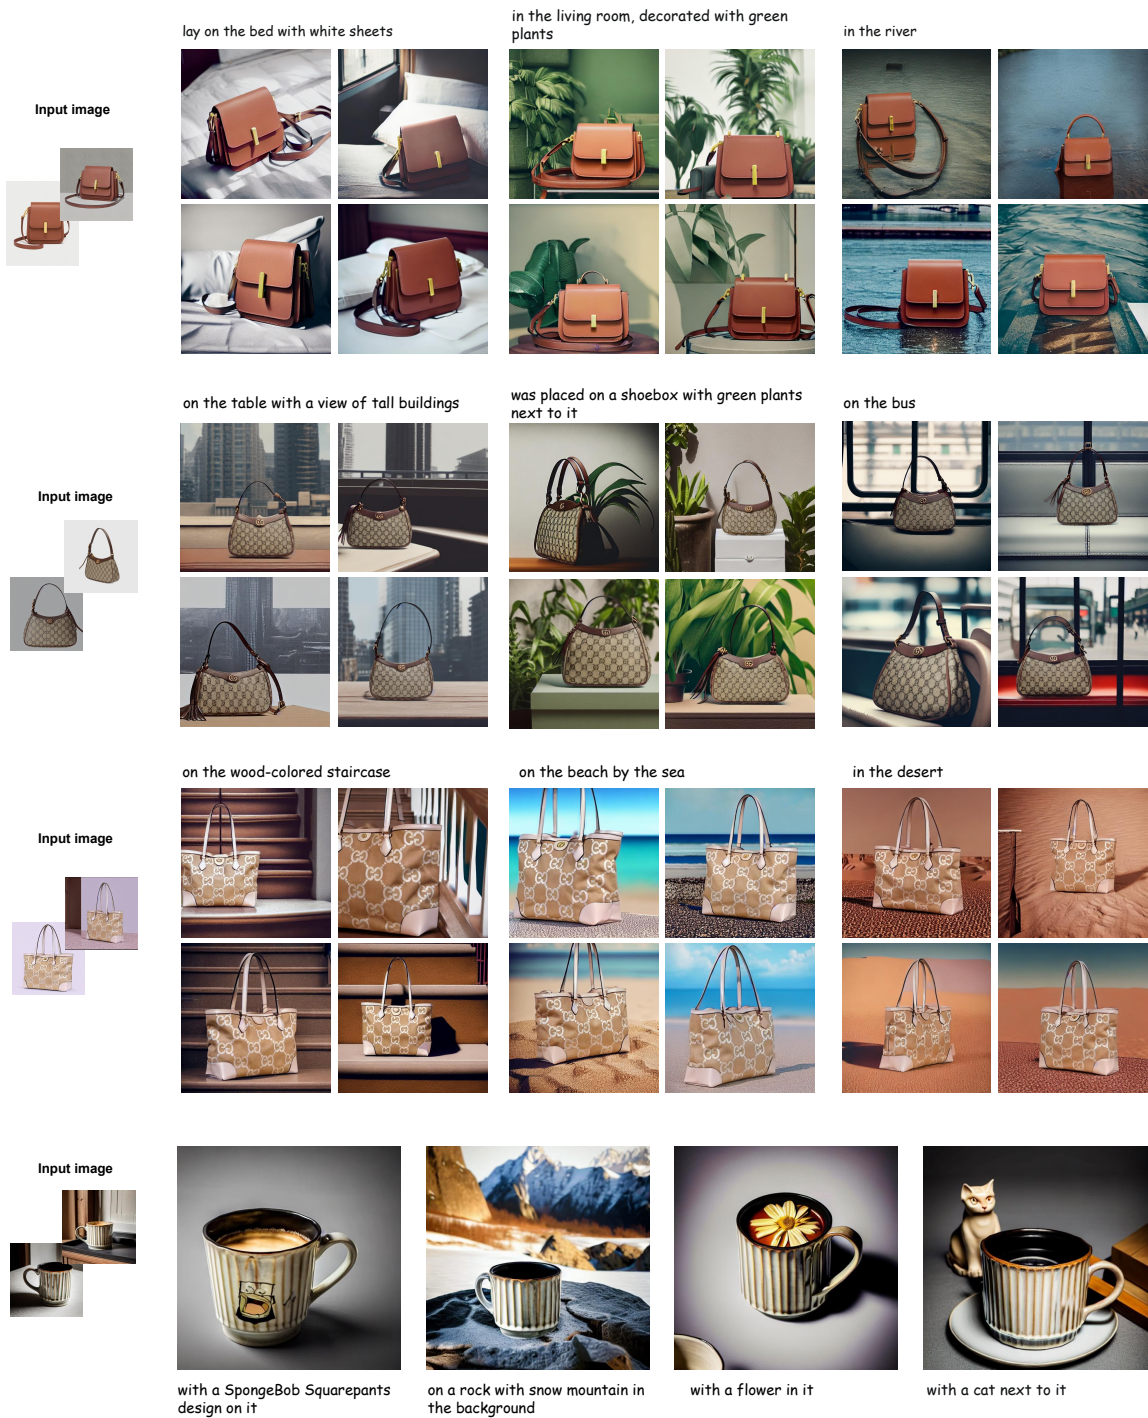 lay on the bed with white sheets
in the living room, decorated with green
plants
in the river
Input image
on the table with a view of tall buildings
was placed on a shoebox with green plants
next to it
on the bus
Input image
on the wood-colored staircase
on the beach by the sea
in the desert
Input image
Input image
with a SpongeBob Squarepants
design on it
on a rock with snow mountain in
the background
with a flower in it
with a cat next to it